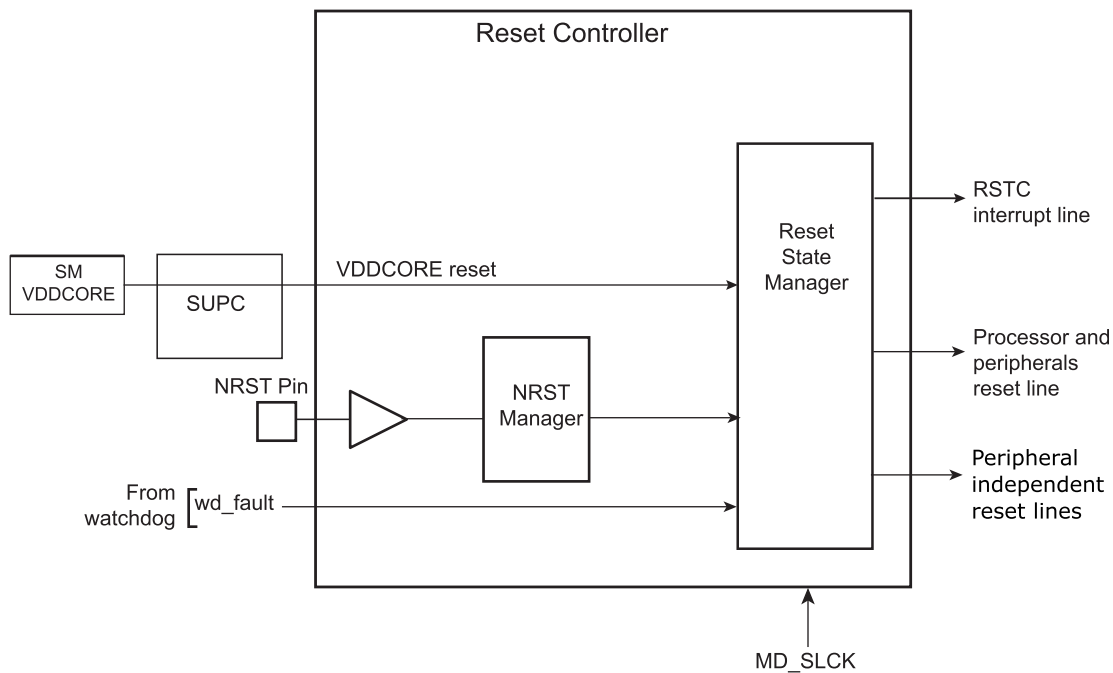 Reset Controller
RSTC
interrupt line
Reset
State
Manager
SM
VDDCORE
SUPC
VDDCORE reset
Processor and
peripherals
reset line
NRST Pin
NRST
Manager
Peripheral
independent
reset lines
From
watchdog
wd_fault
MD_SLCK